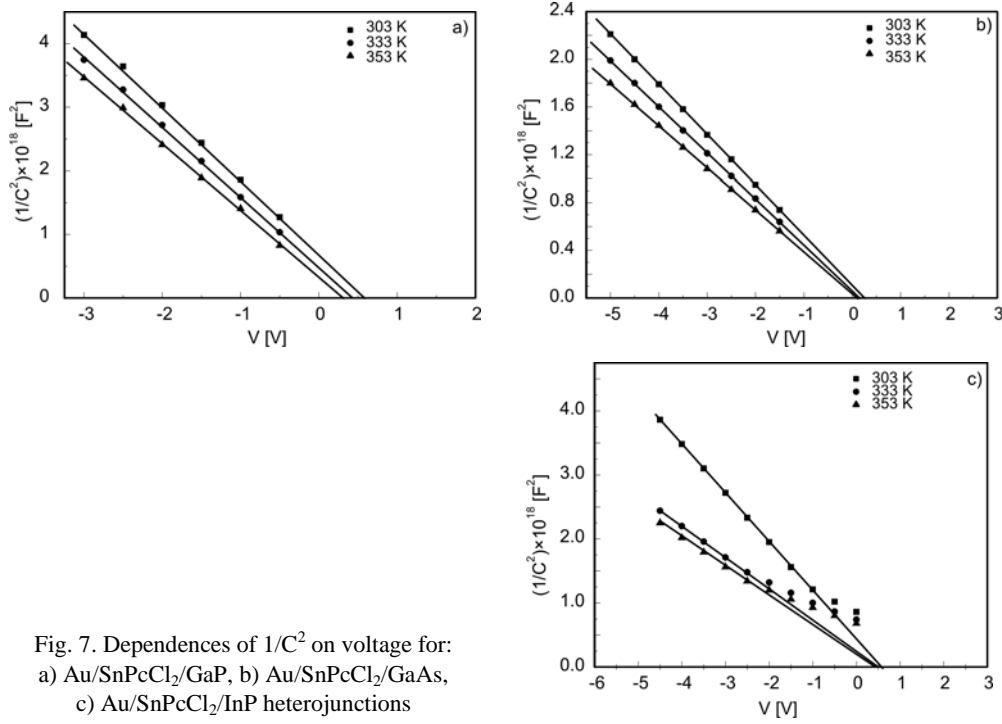 a)
303 K
333 K
353 K
(1/C²)×10¹⁸ [F²]
4
3
2
1
0
-3 -2 -1 0 1 2
V [V]
b)
303 K
333 K
353 K
(1/C²)×10¹⁸ [F²]
2.4
1.8
1.2
0.6
0.0
-5 -4 -3 -2 -1 0 1 2 3
V [V]
c)
303 K
333 K
353 K
(1/C²)×10¹⁸ [F²]
4.0
3.0
2.0
1.0
0.0
-6 -5 -4 -3 -2 -1 0 1 2 3
V [V]
Fig. 7. Dependences of 1/C² on voltage for:
a) Au/SnPcCl₂/GaP, b) Au/SnPcCl₂/GaAs,
c) Au/SnPcCl₂/InP heterojunctions